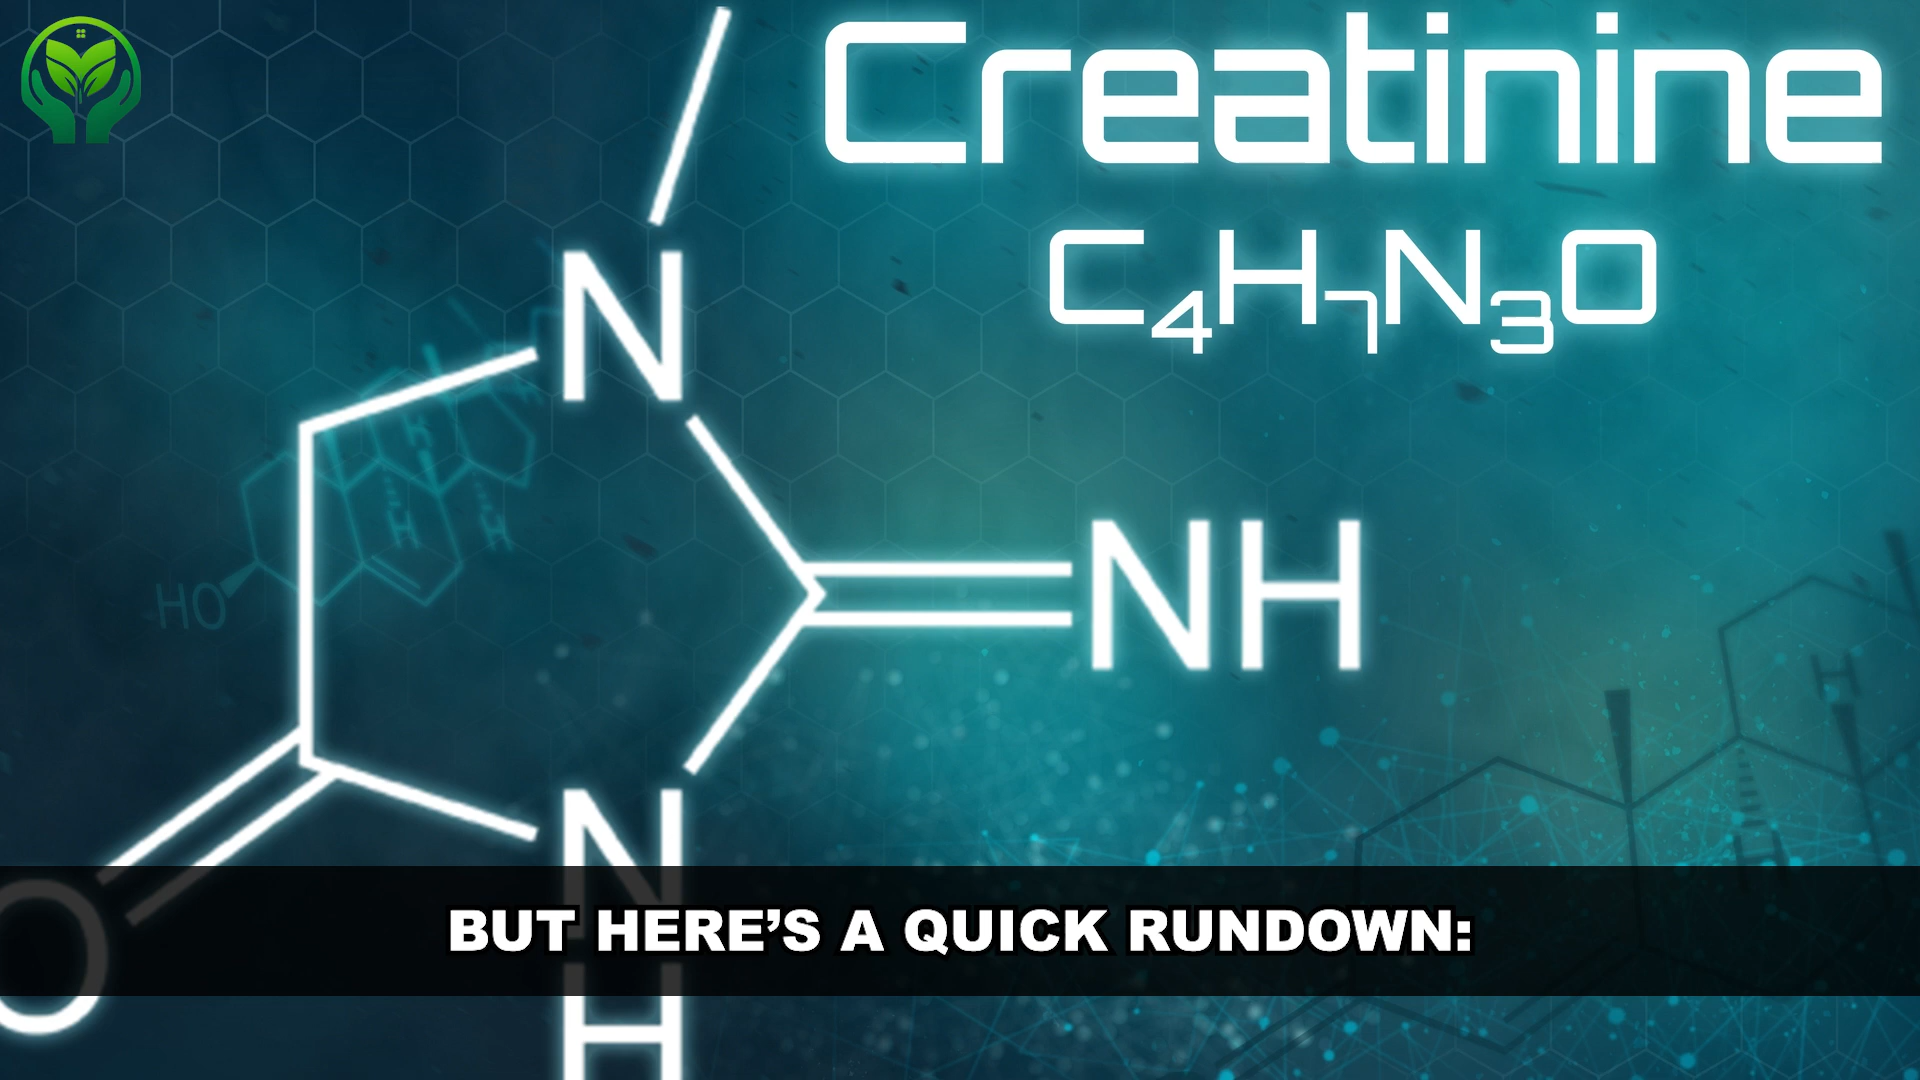 Creatinine
C₄H₇N₃O
N
NH
HO
H
H
H
N
H
O
BUT HERE’S A QUICK RUNDOWN: